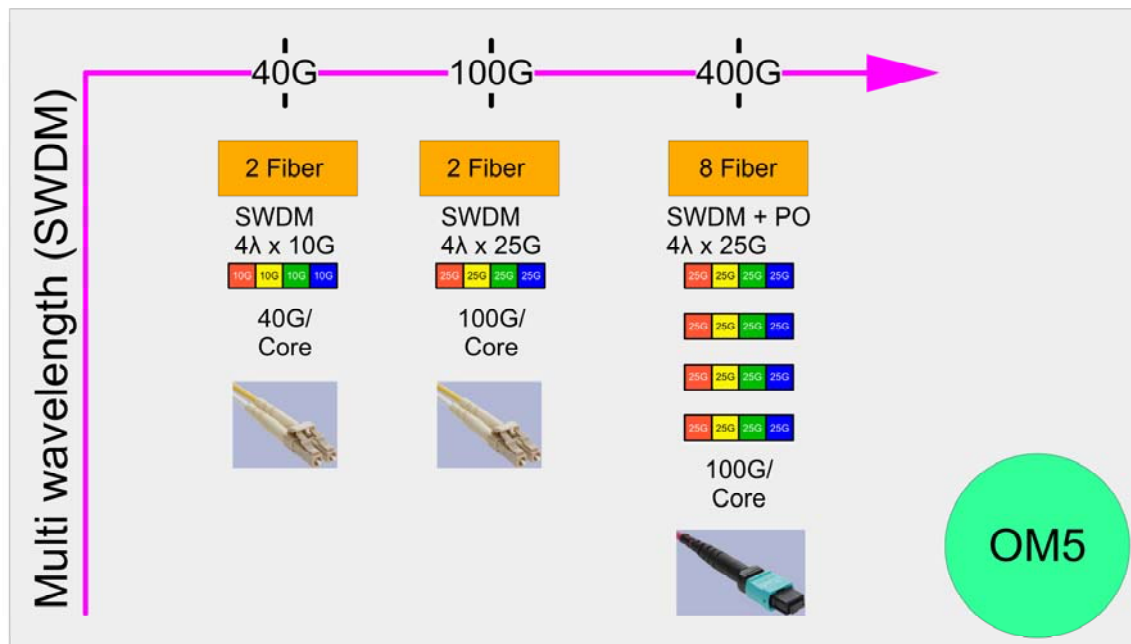 Multi wavelength (SWDM)
40G
100G
400G
2 Fiber
SWDM
4λ x 10G
10G 10G 10G 10G
40G/
Core
2 Fiber
SWDM
4λ x 25G
25G 25G 25G 25G
100G/
Core
8 Fiber
SWDM + PO
4λ x 25G
25G 25G 25G 25G
25G 25G 25G 25G
25G 25G 25G 25G
25G 25G 25G 25G
100G/
Core
OM5